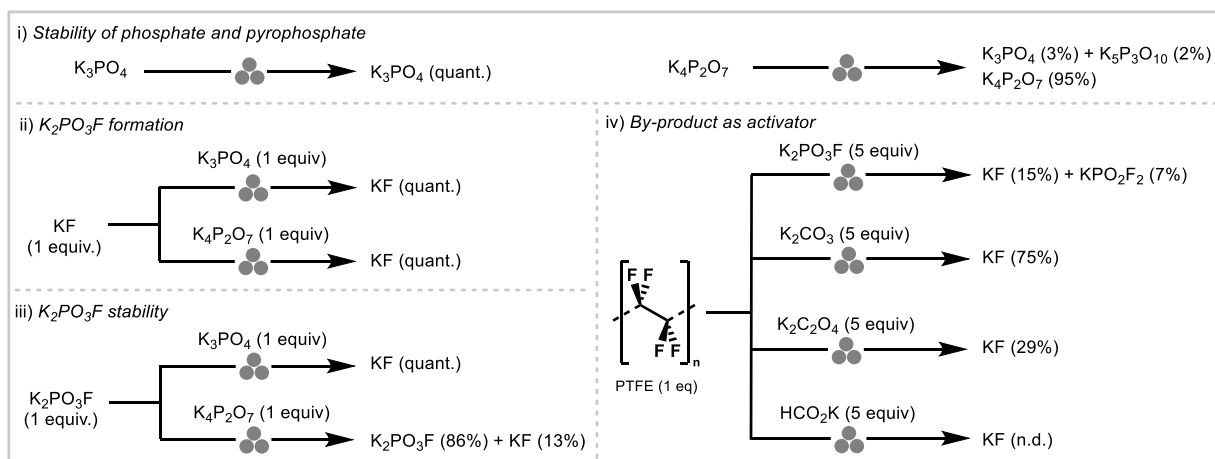 i) Stability of phosphate and pyrophosphate
K₃PO₄
K₃PO₄ (quant.)
K₄P₂O₇
K₃PO₄ (3%) + K₅P₃O₁₀ (2%)
K₄P₂O₇ (95%)
ii) K₂PO₃F formation
KF
(1 equiv.)
K₃PO₄ (1 equiv)
KF (quant.)
K₄P₂O₇ (1 equiv)
KF (quant.)
iii) K₂PO₃F stability
K₂PO₃F
(1 equiv.)
K₃PO₄ (1 equiv)
KF (quant.)
K₄P₂O₇ (1 equiv)
K₂PO₃F (86%) + KF (13%)
iv) By-product as activator
F F
F F
n
PTFE (1 eq)
K₂PO₃F (5 equiv)
KF (15%) + KPO₂F₂ (7%)
K₂CO₃ (5 equiv)
KF (75%)
K₂C₂O₄ (5 equiv)
KF (29%)
HCO₂K (5 equiv)
KF (n.d.)